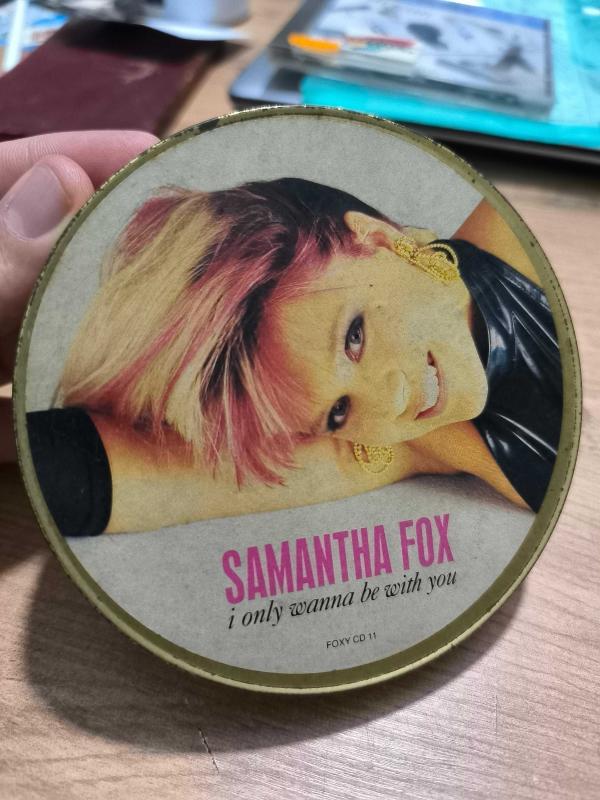 SAMANTHA FOX
i only wanna be with you
FOXY CD 11